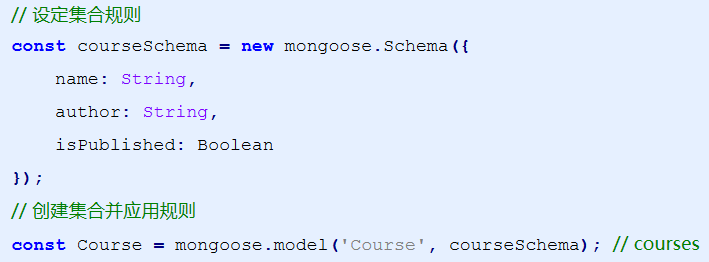 // 设定集合规则
const courseSchema = new mongoose.Schema({
    name: String,
    author: String,
    isPublished: Boolean
});
// 创建集合并应用规则
const Course = mongoose.model('Course', courseSchema); // courses